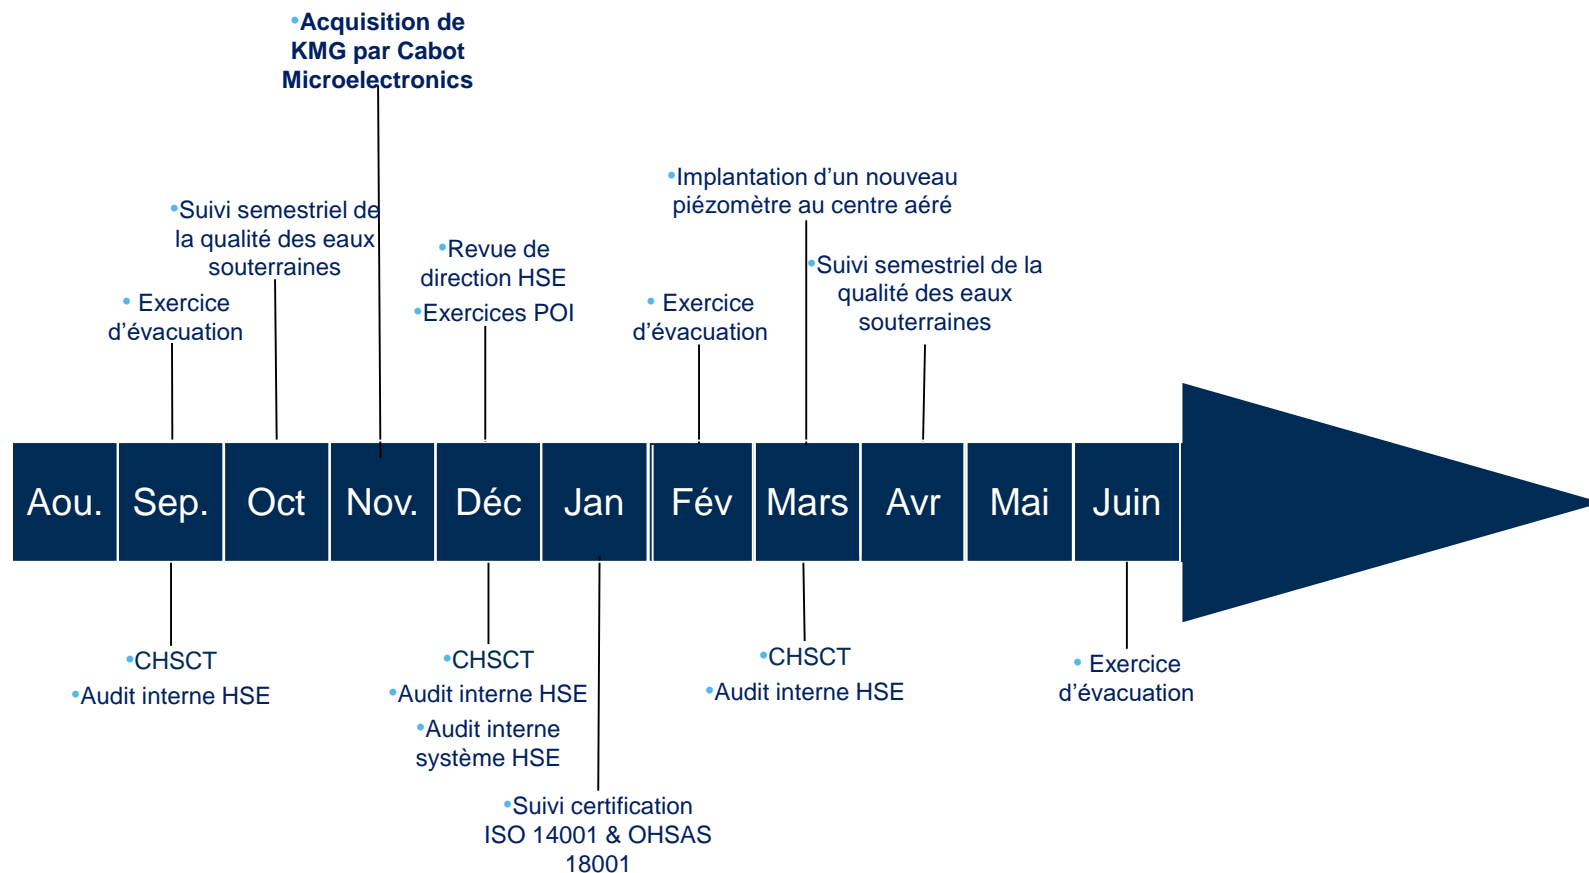 •Acquisition de
KMG par Cabot
Microelectronics
•Suivi semestriel de
la qualité des eaux
souterraines
• Exercice
d’évacuation
•Revue de
direction HSE
•Exercices POI
•Implantation d’un nouveau
piézomètre au centre aéré
• Exercice
d’évacuation
•Suivi semestriel de la
qualité des eaux
souterraines
Aou. Sep. Oct Nov. Déc Jan Fév Mars Avr Mai Juin
•CHSCT
•Audit interne HSE
•CHSCT
•Audit interne HSE
•Audit interne
système HSE
•Suivi certification
ISO 14001 & OHSAS
18001
•CHSCT
•Audit interne HSE
• Exercice
d’évacuation